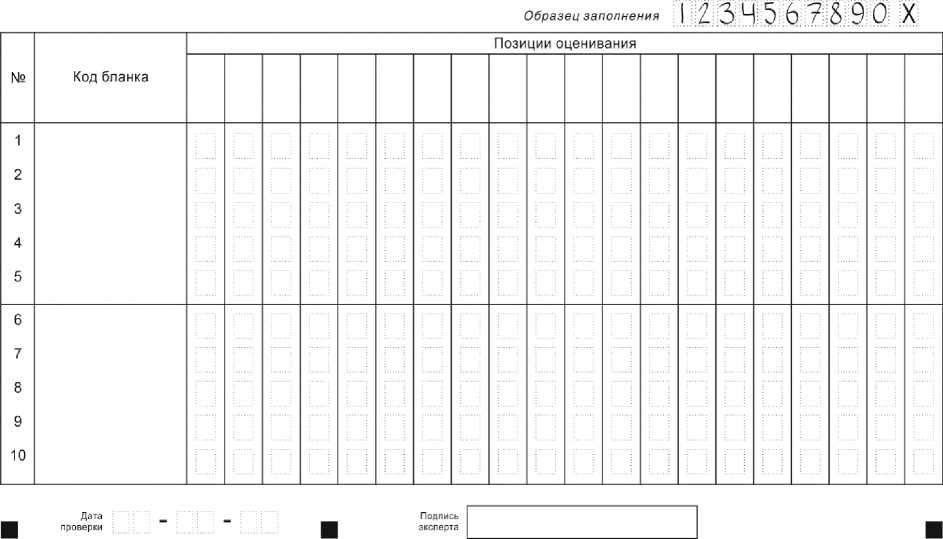 Образец заполнения 1234567890 X
Позиции оценивания
№ Код бланка
1
2
3
4
5
6
7
8
9
10
Дата проверки - - Подпись эксперта